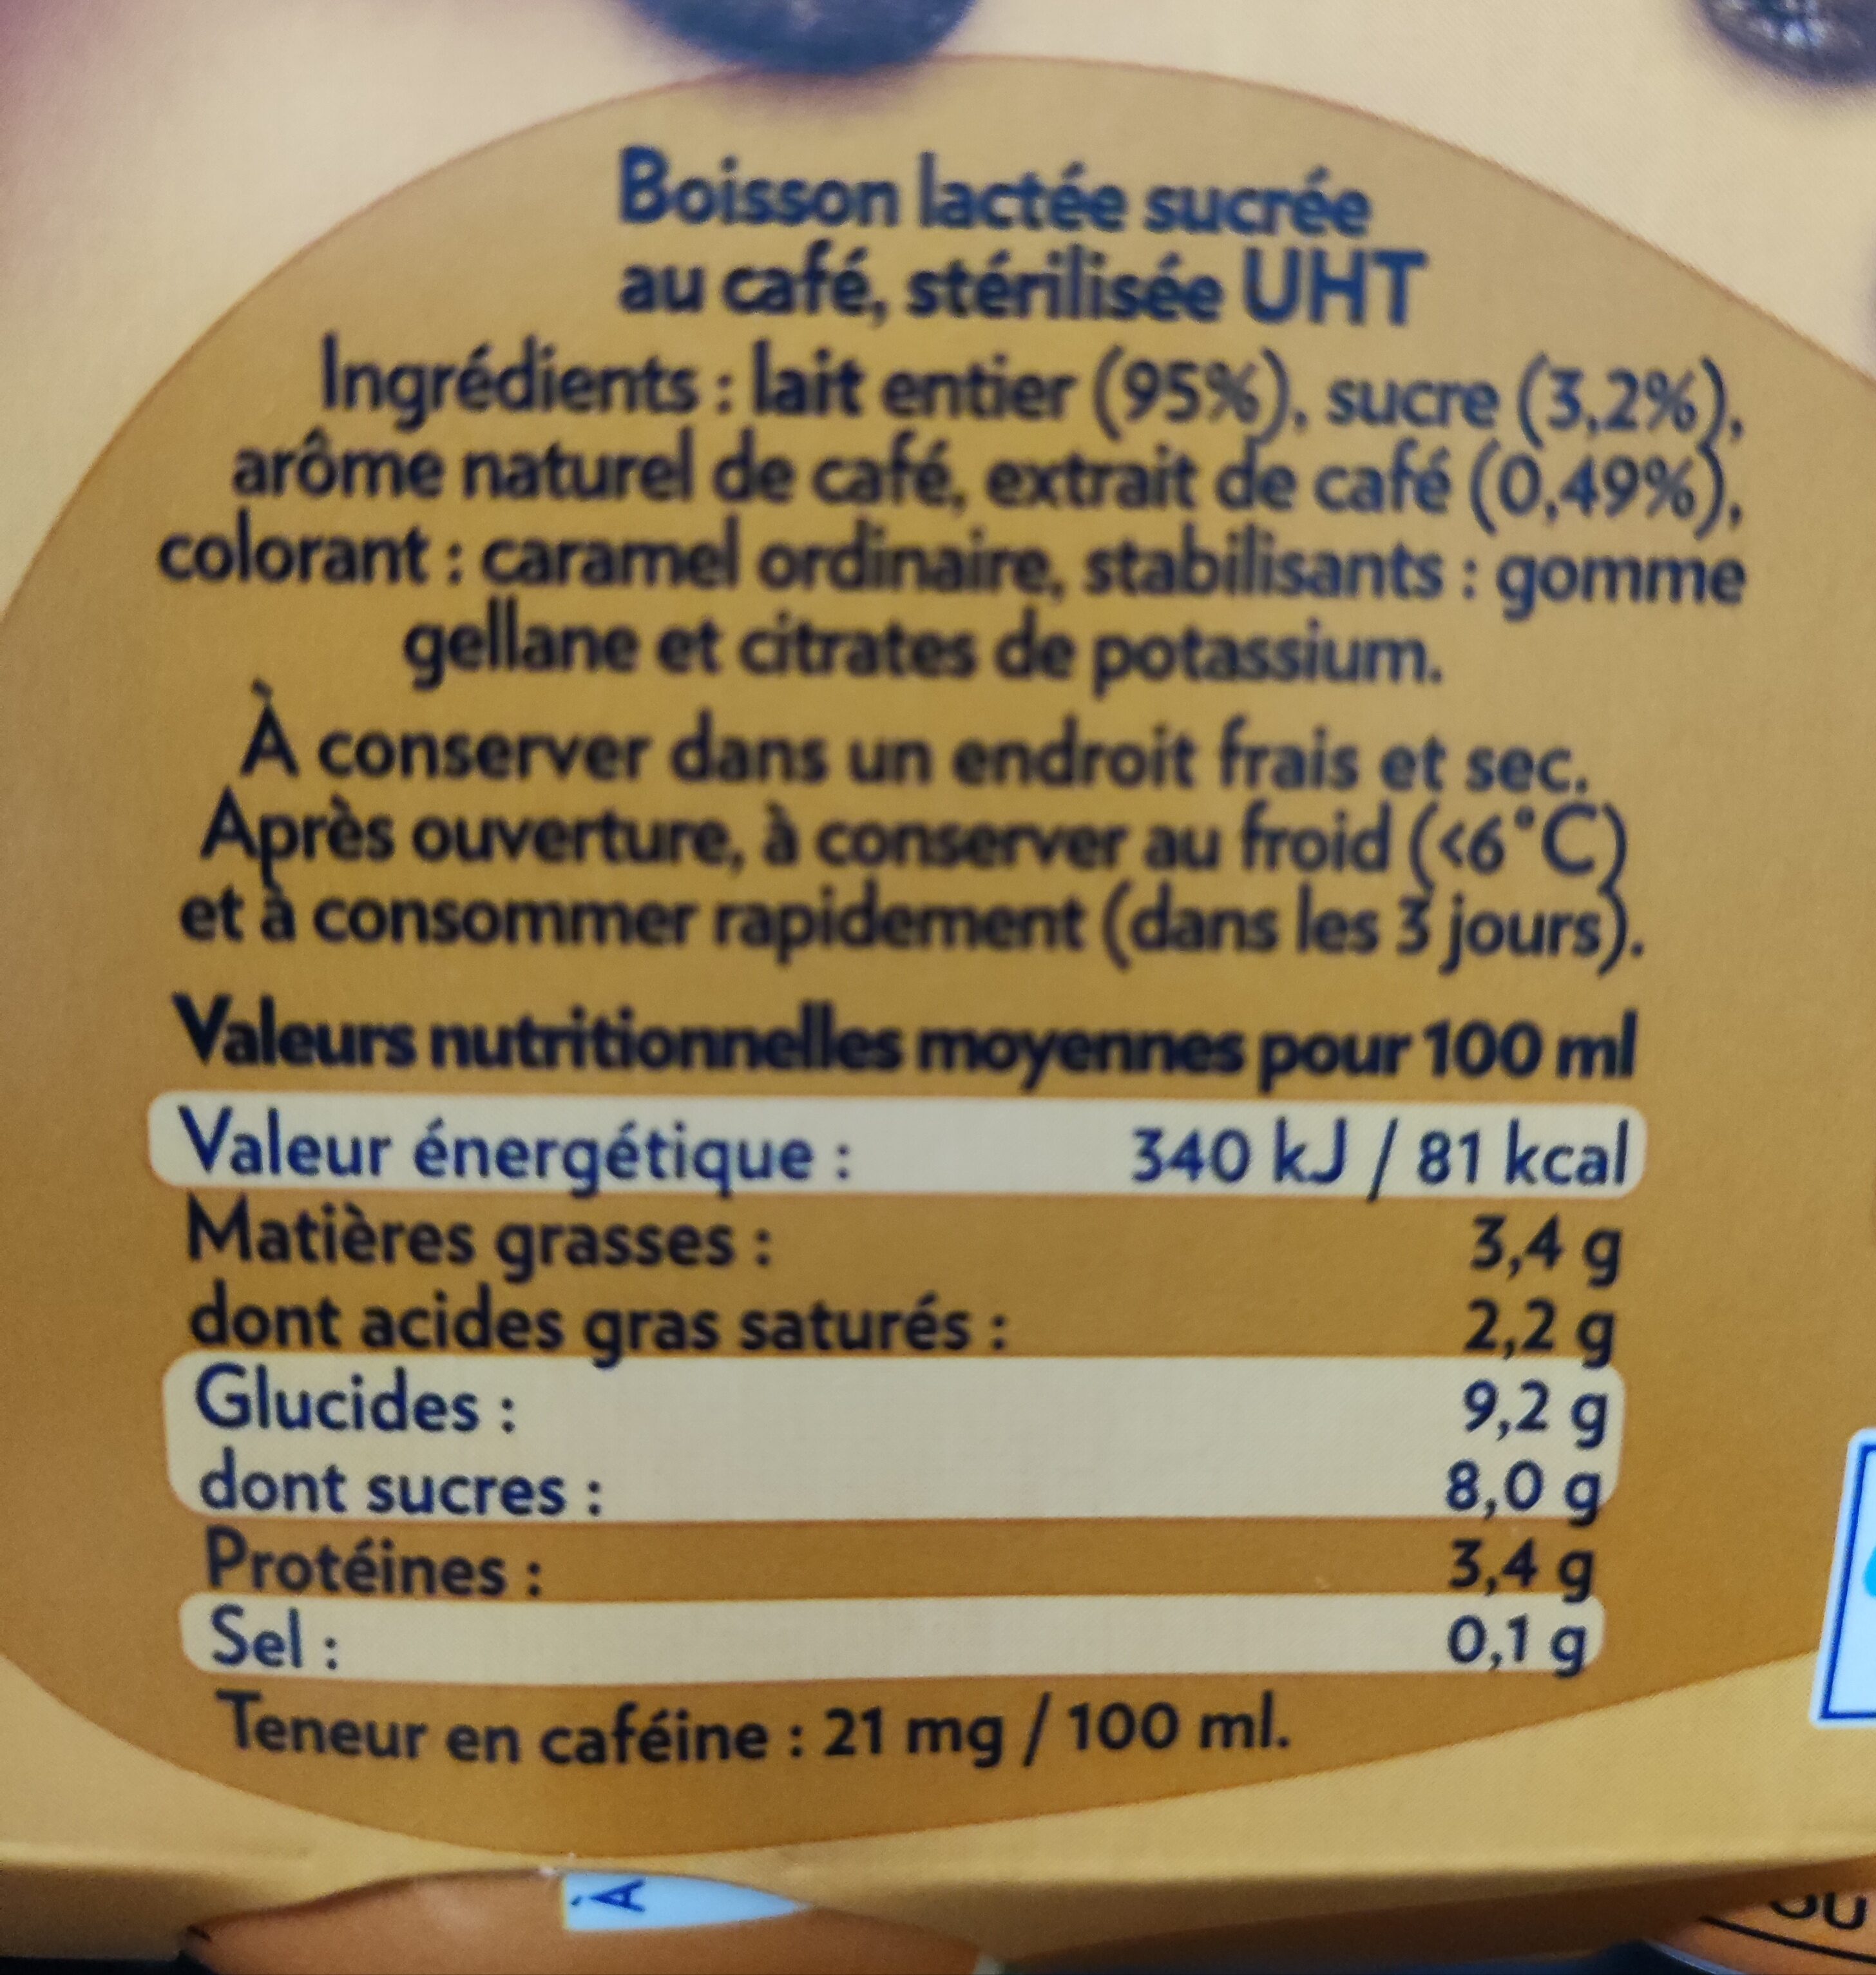 Boisson lactée sucrée
au café, stérilisée UHT
Ingrédients : lait entier (95%), sucre (3,2%),
arôme naturel de café, extrait de café (0,49%),
colorant : caramel ordinaire, stabilisants : gomme
gellane et citrates de potassium.
À conserver dans un endroit frais et sec.
Après ouverture, à conserver au froid (<6°C)
et à consommer rapidement (dans les 3 jours).
Valeurs nutritionnelles moyennes pour 100 ml
Valeur énergétique : 340 kJ / 81 kcal
Matières grasses : 3,4 g
dont acides gras saturés : 2,2 g
Glucides : 9,2 g
dont sucres : 8,0 g
Protéines : 3,4 g
Sel : 0,1 g
Teneur en caféine : 21 mg / 100 ml.
À